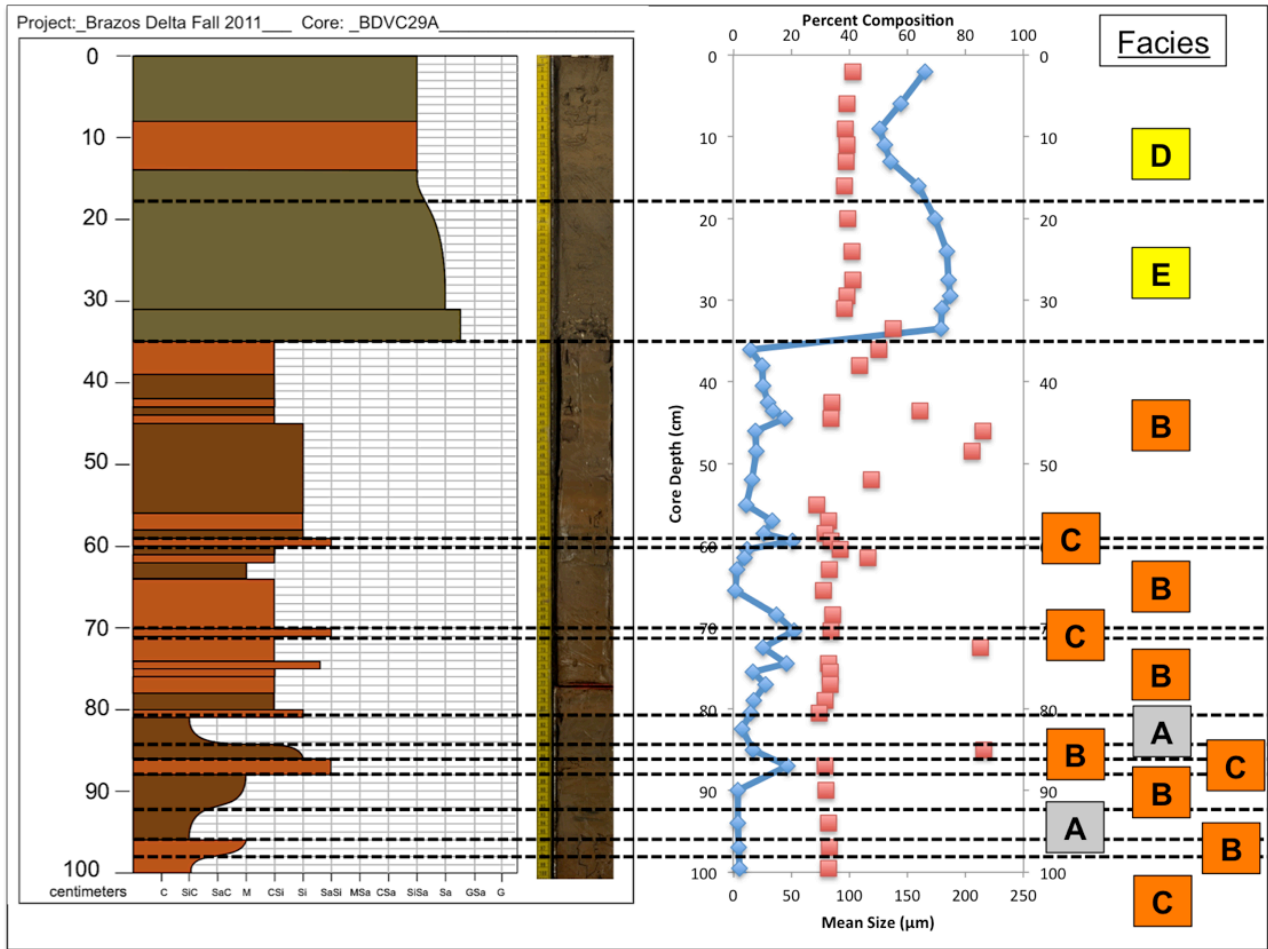 Project:_Brazos Delta Fall 2011___ Core: _BDVC29A_______________
Percent Composition
0 20 40 60 80 100
Facies
0
10
20
30
40
50
60
70
80
90
100
centimeters
C SiC SaC M CSi Si SaSi MSa CSa SiSa Sa GSa G
Core Depth (cm)
0
10
20
30
40
50
60
70
80
90
100
0
10
20
30
40
50
80
90
100
0 50 100 150 200 250
Mean Size (µm)
D
E
B
C
B
C
B
A
B
C
B
A
B
C